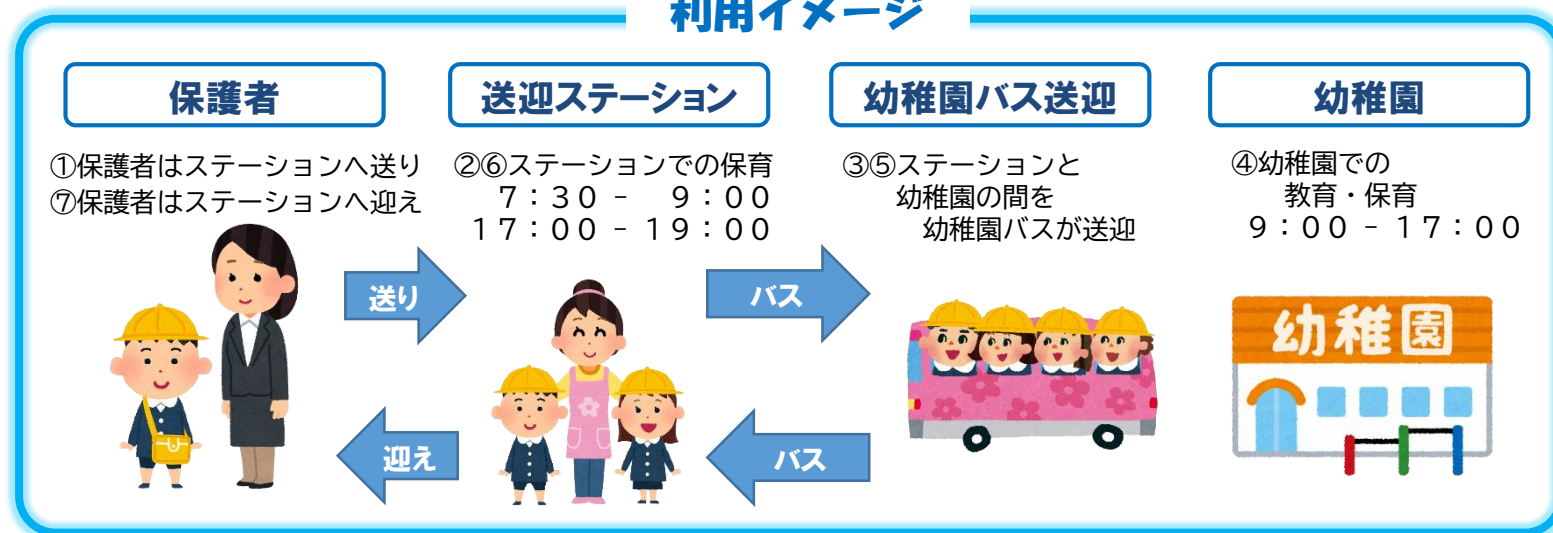 利用イメージ
保護者
①保護者はステーションへ送り
⑦保護者はステーションへ迎え
送迎ステーション
②⑥ステーションでの保育
７：３０ － ９：００
１７：００－１９：００
幼稚園バス送迎
③⑤ステーションと
幼稚園の間を
幼稚園バスが送迎
幼稚園
④幼稚園での
教育・保育
９：００－１７：００
送り
バス
迎え
バス
幼稚園